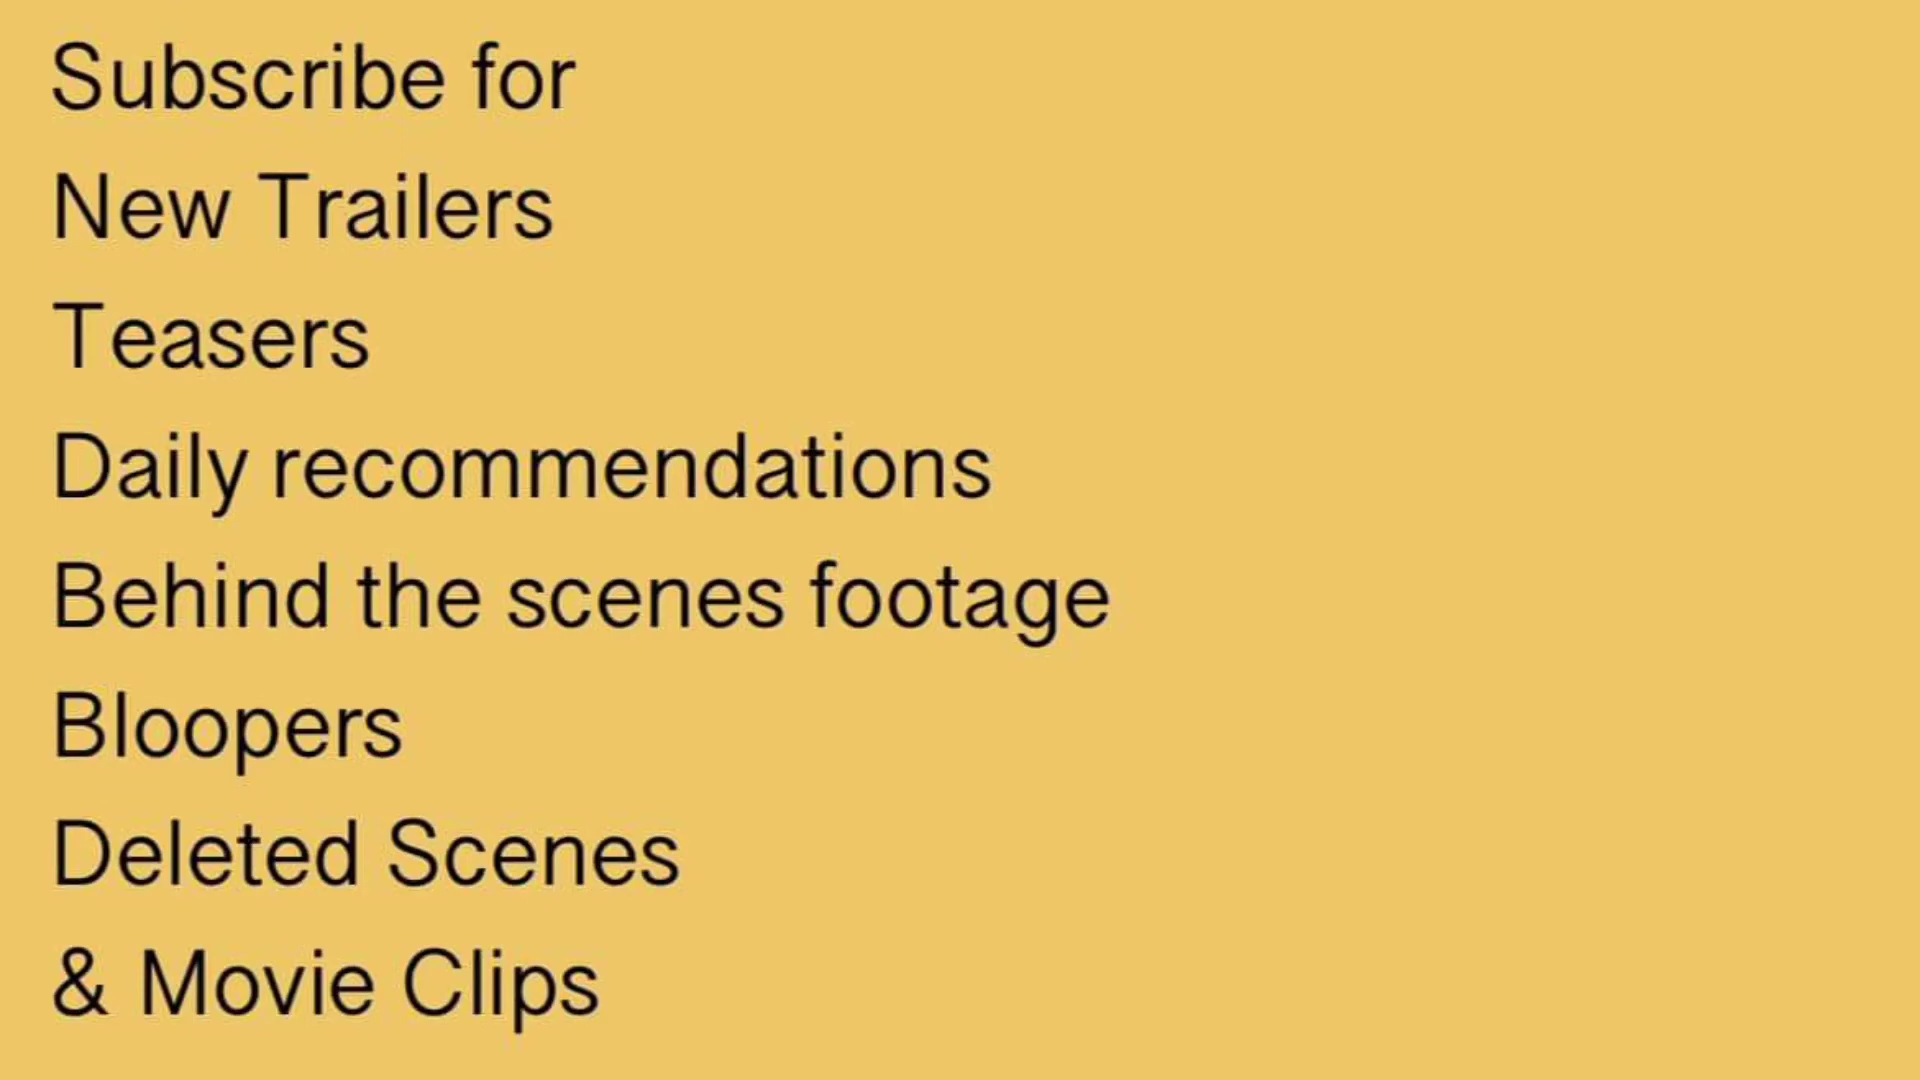 Subscribe for
New Trailers
Teasers
Daily recommendations
Behind the scenes footage
Bloopers
Deleted Scenes
& Movie Clips